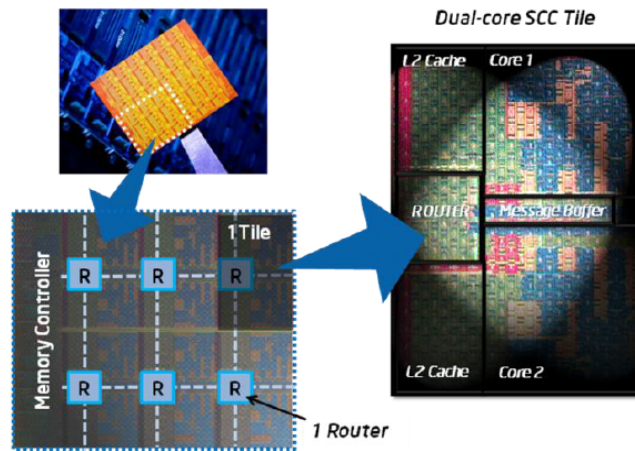 Dual-core SCC Tile
L2 Cache Core 1
ROUTER Message Buffer
L2 Cache Core 2
1 Tile
R R R
Memory Controller
R R R
1 Router